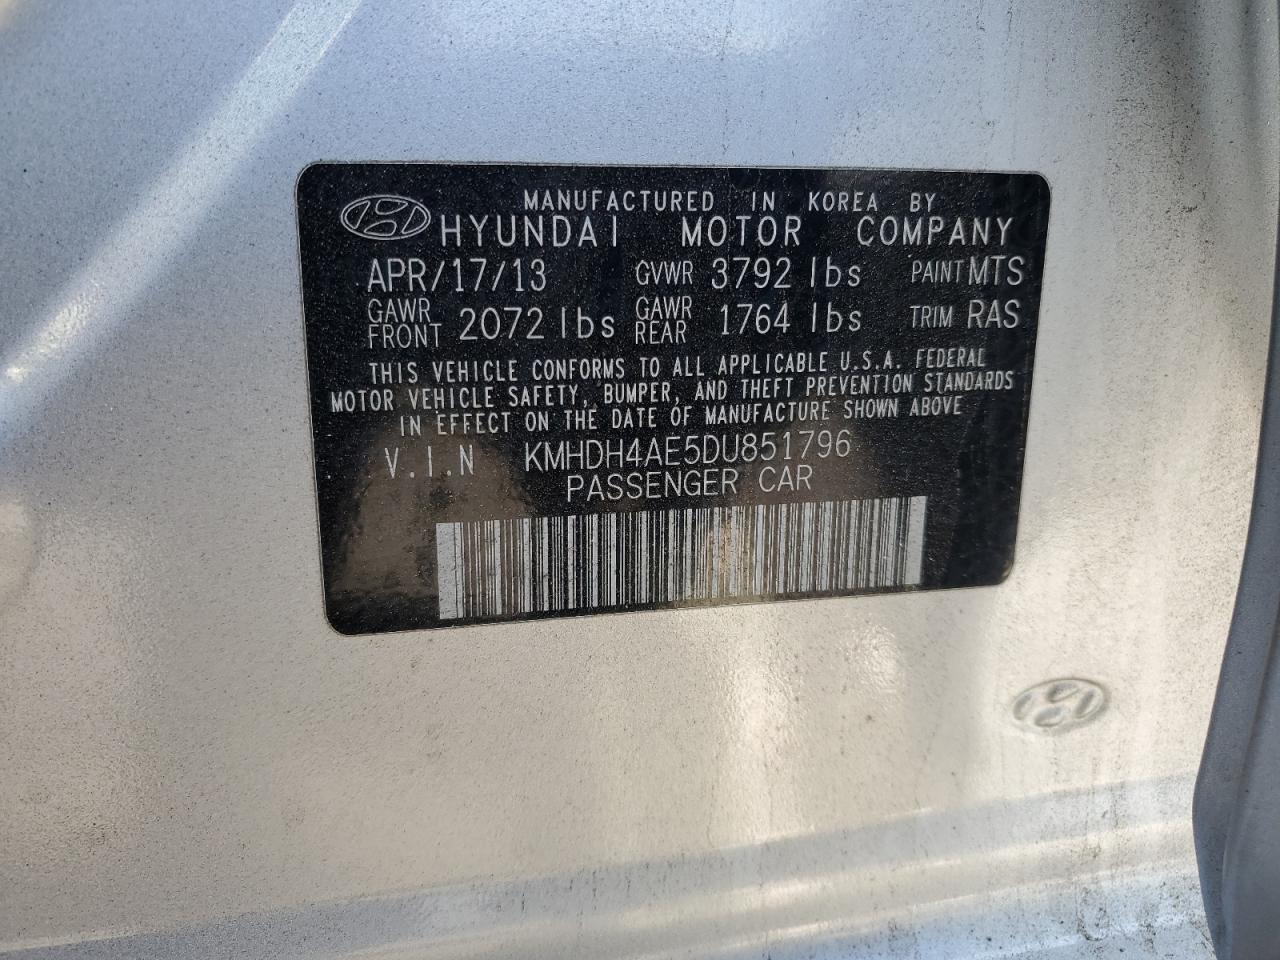 MANUFACTURED IN KOREA BY
HYUNDAI MOTOR COMPANY
APR/17/13 GVWR 3792 lbs PAINT MTS
GAWR FRONT 2072 lbs GAWR REAR 1764 lbs TRIM RAS
THIS VEHICLE CONFORMS TO ALL APPLICABLE U.S.A. FEDERAL
MOTOR VEHICLE SAFETY, BUMPER, AND THEFT PREVENTION STANDARDS
IN EFFECT ON THE DATE OF MANUFACTURE SHOWN ABOVE
V.I.N KMHDH4AE5DU851796
PASSENGER CAR